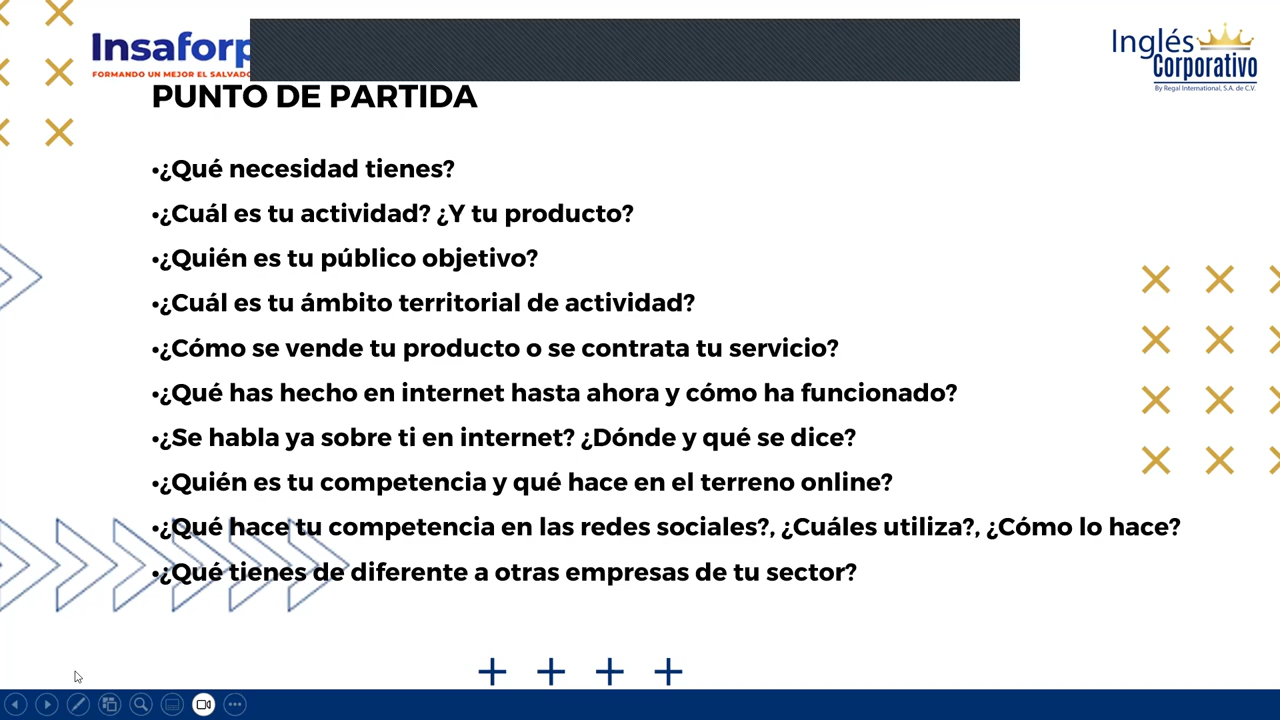 Insaforp
FORMANDO UN MEJOR EL SALVADOR
Inglés
Corporativo
By Regal International, S.A. de C.V.
PUNTO DE PARTIDA
•¿Qué necesidad tienes?
•¿Cuál es tu actividad? ¿Y tu producto?
•¿Quién es tu público objetivo?
•¿Cuál es tu ámbito territorial de actividad?
•¿Cómo se vende tu producto o se contrata tu servicio?
•¿Qué has hecho en internet hasta ahora y cómo ha funcionado?
•¿Se habla ya sobre ti en internet? ¿Dónde y qué se dice?
•¿Quién es tu competencia y qué hace en el terreno online?
•¿Qué hace tu competencia en las redes sociales?, ¿Cuáles utiliza?, ¿Cómo lo hace?
•¿Qué tienes de diferente a otras empresas de tu sector?